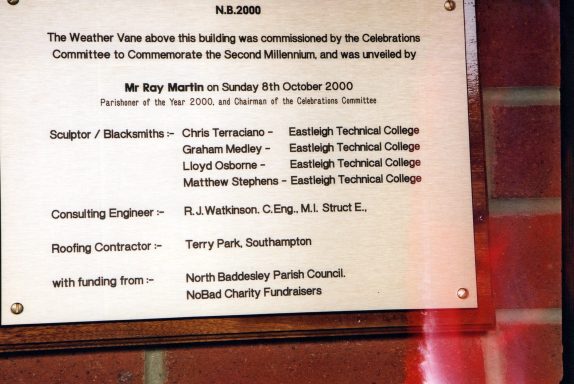 N.B.2000
The Weather Vane above this building was commissioned by the Celebrations
Committee to Commemorate the Second Millennium, and was unveiled by
Mr Ray Martin on Sunday 8th October 2000
Parishoner of the Year 2000, and Chairman of the Celebrations Committee
Sculptor / Blacksmiths :- Chris Terraciano - Eastleigh Technical College
Graham Medley - Eastleigh Technical College
Lloyd Osborne - Eastleigh Technical College
Matthew Stephens - Eastleigh Technical College
Consulting Engineer :- R.J.Watkinson. C.Eng., M.I. Struct E.,
Roofing Contractor :- Terry Park, Southampton
with funding from :- North Baddesley Parish Council.
NoBad Charity Fundraisers